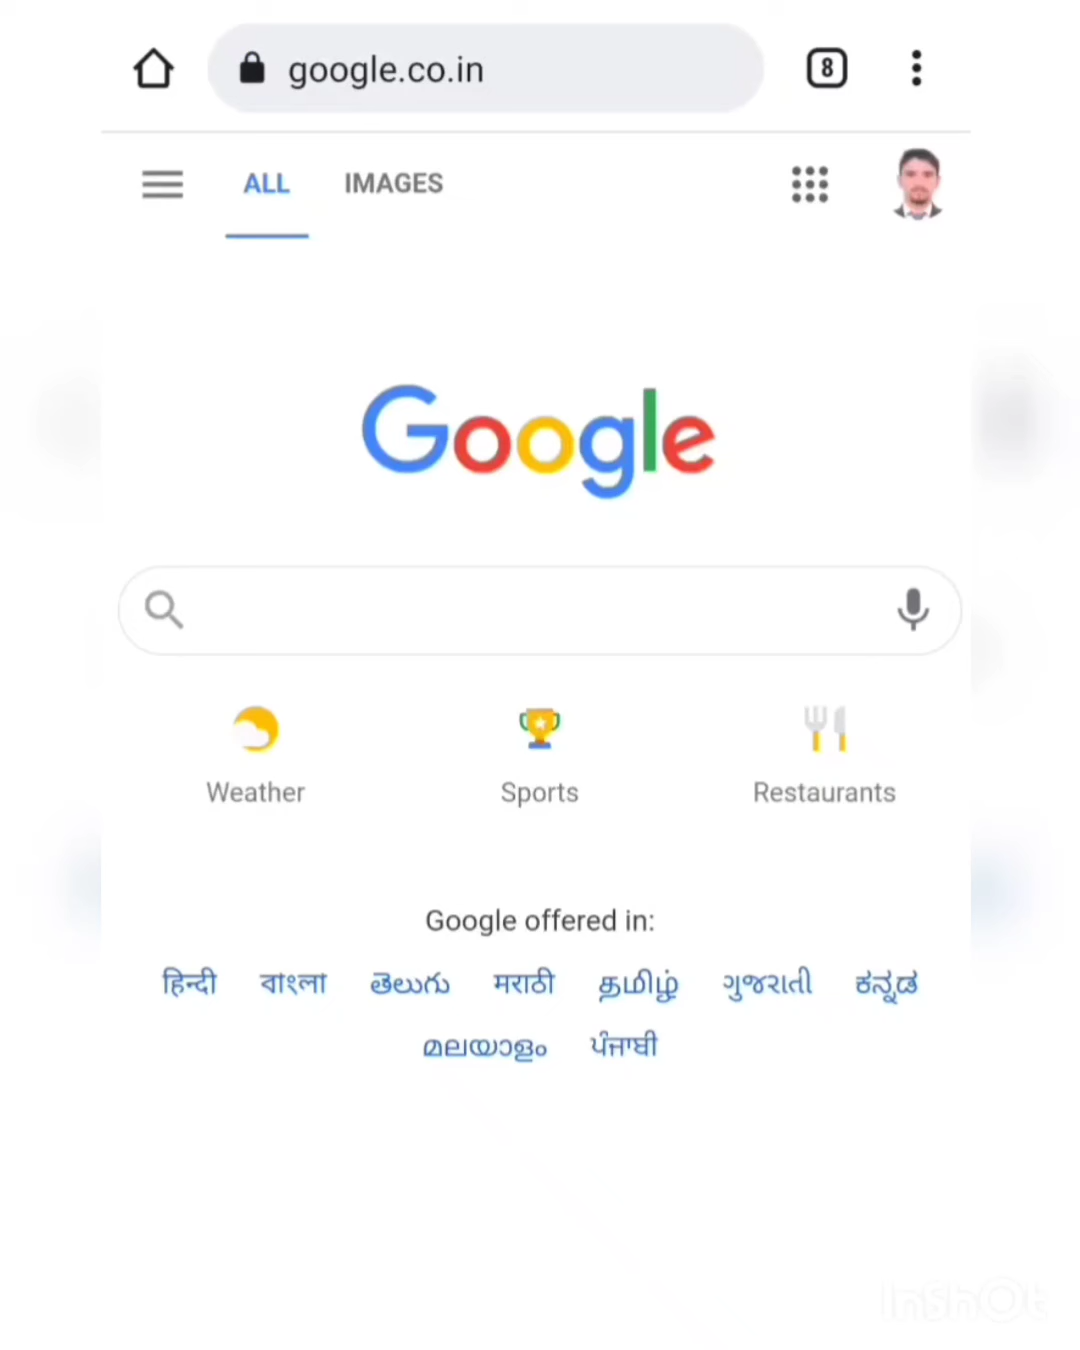 google.co.in 8
ALL IMAGES
Google
Weather Sports Restaurants
Google offered in:
हिन्दी বাংলা తెలుగు मराठी தமிழ் ગુજરાતી ಕನ್ನಡ
മലയാളം ਪੰਜਾਬੀ
InShOt